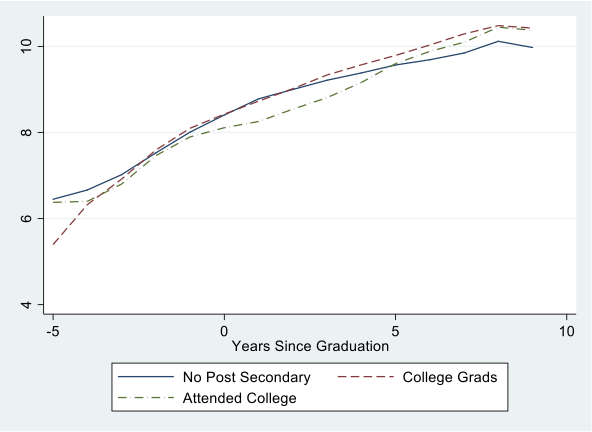 10
8
6
4
-5 0 5 10
Years Since Graduation
No Post Secondary College Grads
Attended College